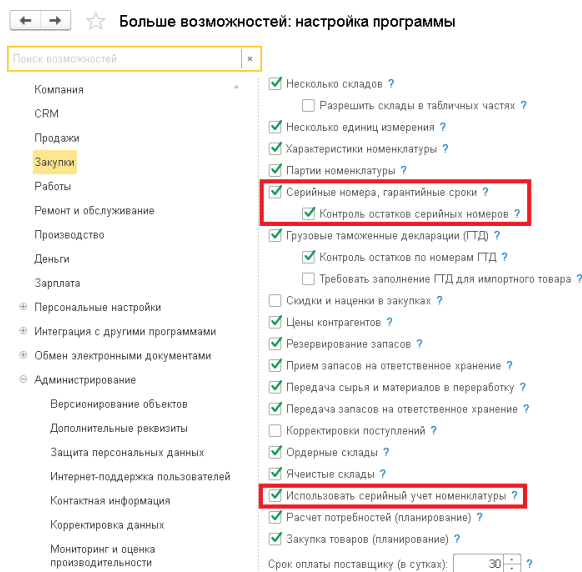 Больше возможностей: настройка программы
Поиск возможностей
×
Компания
CRM
Продажи
Закупки
Работы
Ремонт и обслуживание
Производство
Деньги
Зарплата
Персональные настройки
Интеграция с другими программами
Обмен электронными документами
Администрирование
Версионирование объектов
Дополнительные реквизиты
Защита персональных данных
Интернет-поддержка пользователей
Контактная информация
Корректировка данных
Мониторинг и оценка
производительности
Несколько складов ?
Разрешить склады в табличных частях ?
Несколько единиц измерения ?
Характеристики номенклатуры ?
Партии номенклатуры ?
Серийные номера, гарантийные сроки ?
Контроль остатков серийных номеров ?
Грузовые таможенные декларации (ГТД) ?
Контроль остатков по номерам ГТД ?
Требовать заполнение ГТД для импортного товара ?
Скидки и наценки в закупках ?
Цены контрагентов ?
Резервирование запасов ?
Прием запасов на ответственное хранение ?
Передача сырья и материалов в переработку ?
Передача запасов на ответственное хранение ?
Корректировки поступлений ?
Ордерные склады ?
Ячеистые склады ?
Использовать серийный учет номенклатуры ?
Расчет потребностей (планирование) ?
Закупка товаров (планирование) ?
Срок оплаты поставщику (в сутках): 30 ?